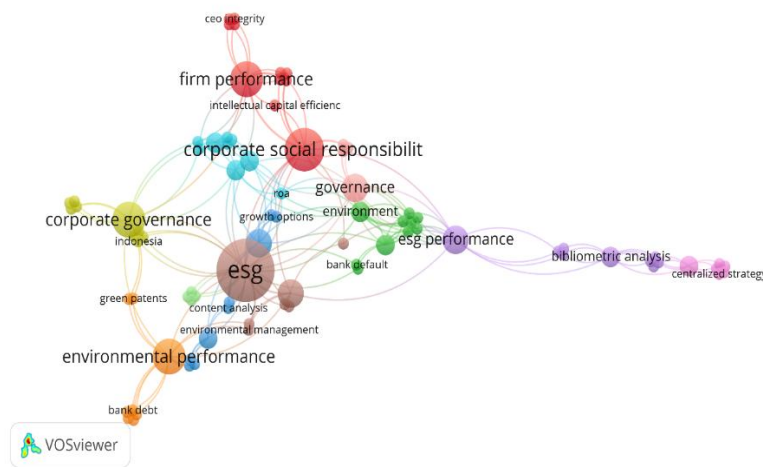 ceo integrity
firm performance
intellectual capital efficienc
corporate social responsibilit
governance
roa
environment
growth options
corporate governance
indonesia
esg performance
bibliometric analysis
bank default
esg
centralized strategy
green patents
content analysis
environmental management
environmental performance
bank debt
VOSviewer